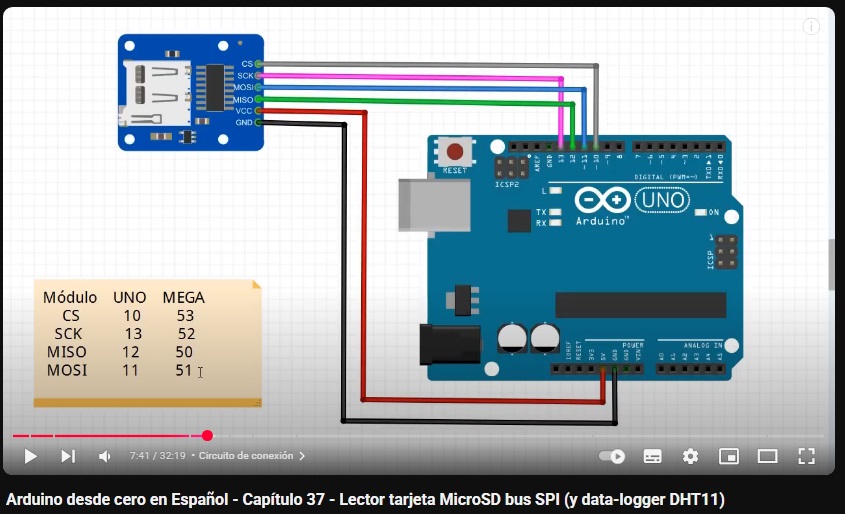 CS
SCK
MOSI
MISO
VCC
GND
RESET
ICSP2
AREF
GND
13
12
~11
~10
~9
8
7
~6
~5
4
~3
2
TX0▶1
RX0◀0
DIGITAL (PWM=~)
L
TX
RX
Arduino™
UNO
ON
ICSP
1
IOREF
RESET
3V3
5V
GND
GND
VIN
POWER
ANALOG IN
A0
A1
A2
A3
A4
A5
Módulo UNO MEGA
CS 10 53
SCK 13 52
MISO 12 50
MOSI 11 51
7:41 / 32:19 • Circuito de conexión >
Arduino desde cero en Español - Capítulo 37 - Lector tarjeta MicroSD bus SPI (y data-logger DHT11)